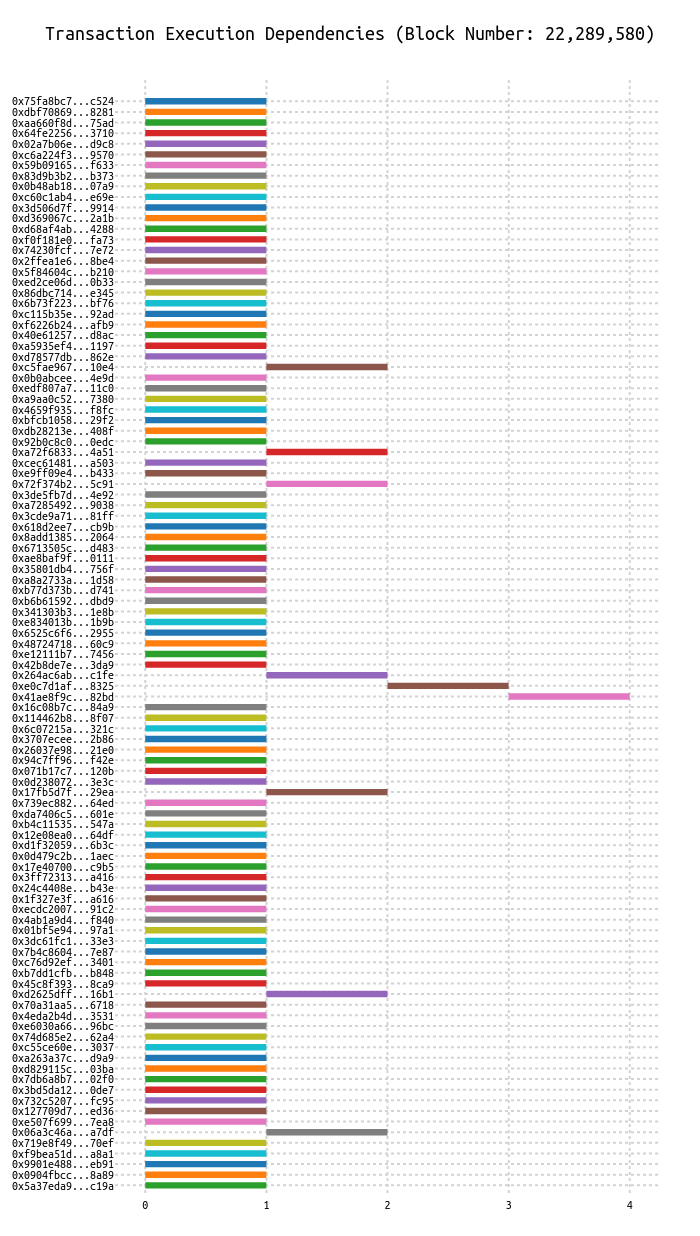 Transaction Execution Dependencies (Block Number: 22,289,580)
0x75fa8bc7...c524
0xdbf70869...8281
0xaa660f8d...75ad
0x64fe2256...3710
0x02a7b06e...d9c8
0xc6a224f3...9570
0x59b09165...f633
0x83d9b3b2...b373
0x0b48ab18...07a9
0xc60c1ab4...e69e
0x3d506d7f...9914
0xd369067c...2a1b
0xd68af4ab...4288
0xf0f181e0...fa73
0x74230fcf...7e72
0x2ffea1e6...8be4
0x5f84604c...b210
0xed2ce06d...0b33
0x86dbc714...e345
0x6b73f223...bf76
0xc115b35e...92ad
0xf6226b24...afb9
0x40e61257...d8ac
0xa5935ef4...1197
0xd78577db...862e
0xc5fae967...10e4
0x0b0abcee...4e9d
0xedf807a7...11c0
0xa9aa0c52...7380
0x4659f935...f8fc
0xbfcb1058...29f2
0xdb28213e...408f
0x92b0c8c0...0edc
0xa72f6833...4a51
0xcec61481...a503
0xe9ff09e4...b433
0x72f374b2...5c91
0x3de5fb7d...4e92
0xa7285492...9038
0x3cde9a71...81ff
0x618d2ee7...cb9b
0x8add1385...2064
0x6713505c...d483
0xae8baf9f...0111
0x35801db4...756f
0xa8a2733a...1d58
0xb77d373b...d741
0xb6b61592...dbd9
0x341303b3...1e8b
0xe834013b...1b9b
0x6525c6f6...2955
0x48724718...60c9
0xe12111b7...7456
0x42b8de7e...3da9
0x264ac6ab...c1fe
0xe0c7d1af...8325
0x41ae8f9c...82bd
0x16c08b7c...84a9
0x114462b8...8f07
0x6c07215a...321c
0x3707ecee...2b86
0x26037e98...21e0
0x94c7ff96...f42e
0x071b17c7...120b
0x0d238072...3e3c
0x17fb5d7f...29ea
0x739ec882...64ed
0xda7406c5...601e
0xb4c11535...547a
0x12e08ea0...64df
0xd1f32059...6b3c
0x0d479c2b...1aec
0x17e40700...c9b5
0x3ff72313...a416
0x24c4408e...b43e
0x1f327e3f...a616
0xecdc2007...91c2
0x4ab1a9d4...f840
0x01bf5e94...97a1
0x3dc61fc1...33e3
0x7b4c8604...7e87
0xc76d92ef...3401
0xb7dd1cfb...b848
0x45c8f393...8ca9
0xd2625dff...16b1
0x70a31aa5...6718
0x4eda2b4d...3531
0xe6030a66...96bc
0x74d685e2...62a4
0xc55ce60e...3037
0xa263a37c...d9a9
0xd829115c...03ba
0x7db6a8b7...02f0
0x3bd5da12...0de7
0x732c5207...fc95
0x127709d7...ed36
0xe507f699...7ea8
0x06a3c46a...a7df
0x719e8f49...70ef
0xf9bea51d...a8a1
0x9901e488...eb91
0x0904fbcc...8a89
0x5a37eda9...c19a
0 1 2 3 4